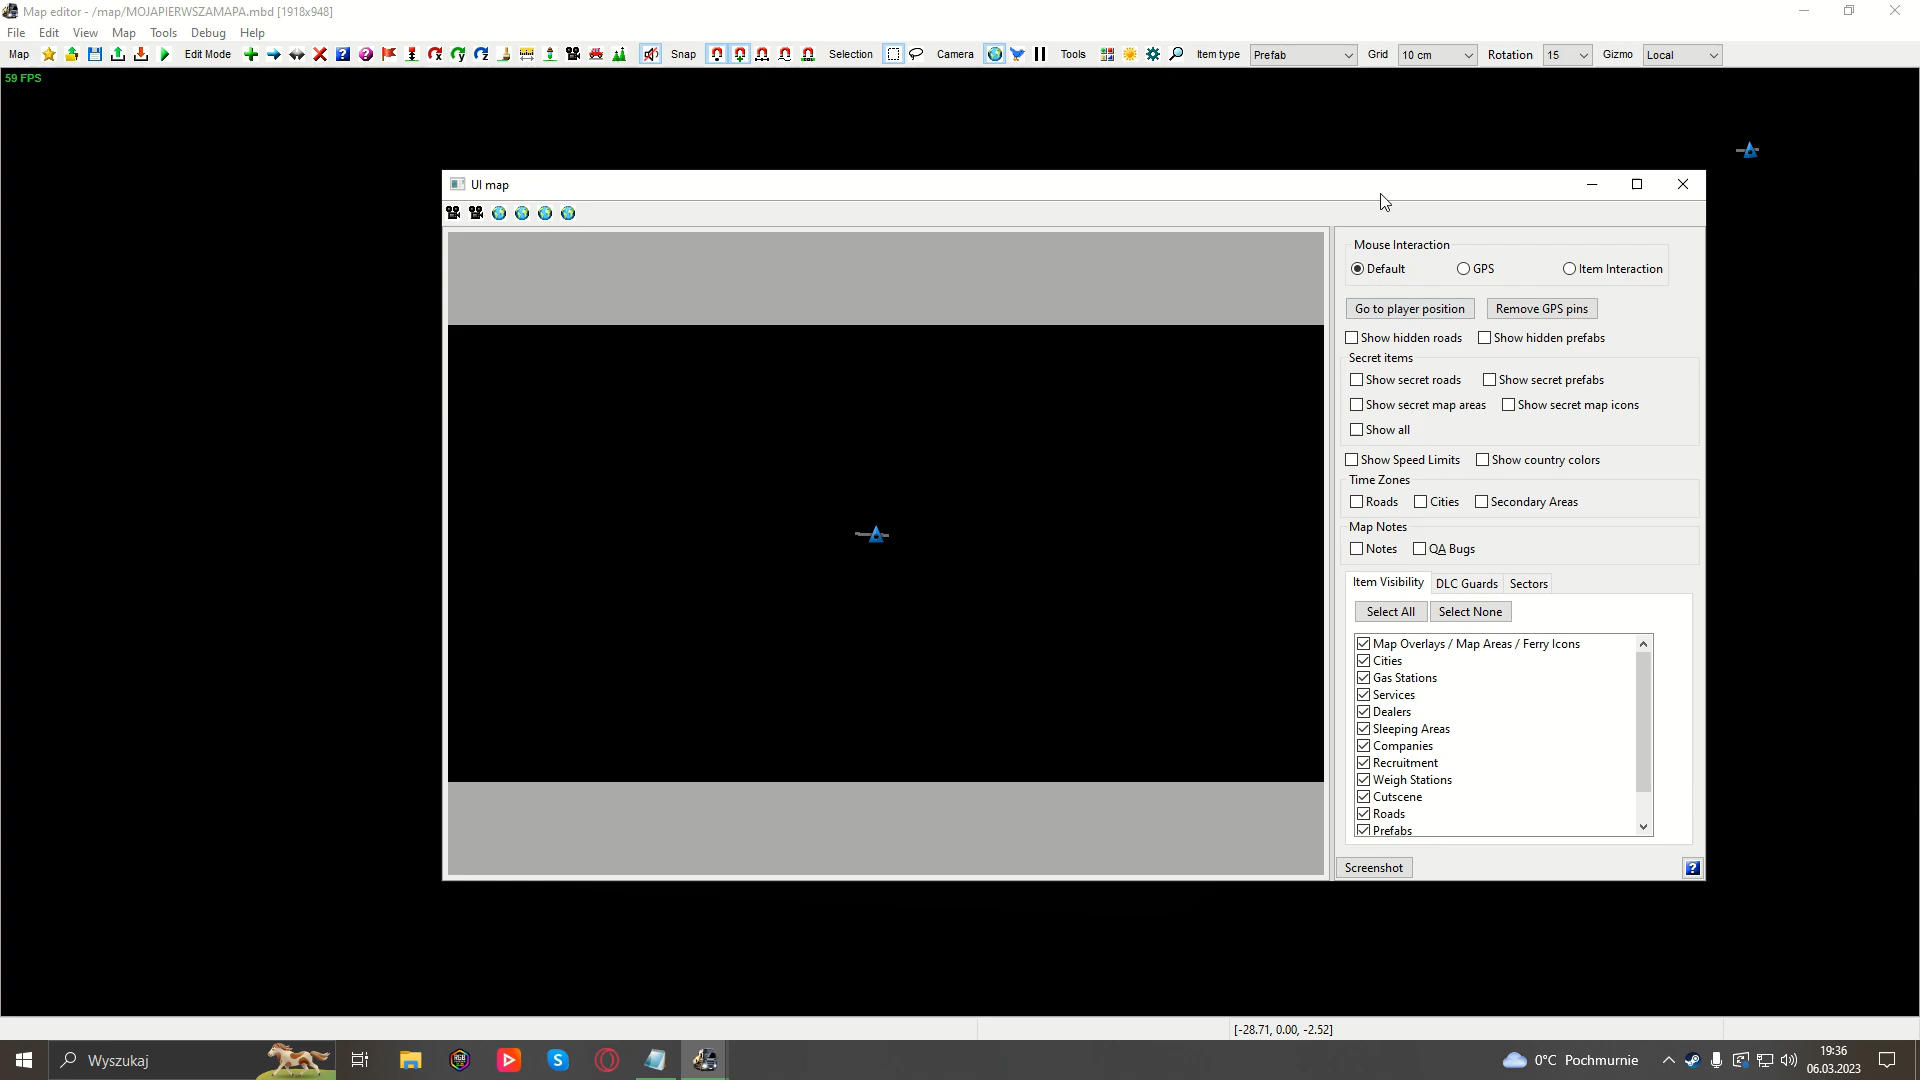 Map editor - /map/MOJAPIERWSZAMAPA.mbd [1918x948]
File Edit View Map Tools Debug Help
Map Edit Mode Snap Selection Camera Tools Item type Prefab Grid 10 cm Rotation 15 Gizmo Local
59 FPS
UI map
Mouse Interaction
Default GPS Item Interaction
Go to player position Remove GPS pins
Show hidden roads Show hidden prefabs
Secret items
Show secret roads Show secret prefabs
Show secret map areas Show secret map icons
Show all
Show Speed Limits Show country colors
Time Zones
Roads Cities Secondary Areas
Map Notes
Notes QA Bugs
Item Visibility DLC Guards Sectors
Select All Select None
Map Overlays / Map Areas / Ferry Icons
Cities
Gas Stations
Services
Dealers
Sleeping Areas
Companies
Recruitment
Weigh Stations
Cutscene
Roads
Prefabs
Screenshot
[-28.71, 0.00, -2.52]
Wyszukaj 0°C Pochmurnie 19:36
06.03.2023